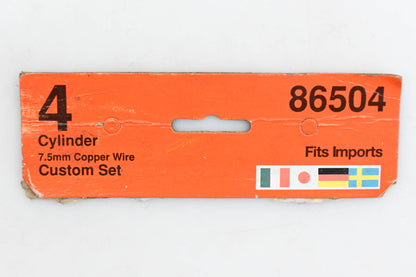 4
Cylinder
7.5mm Copper Wire
Custom Set
86504
Fits Imports